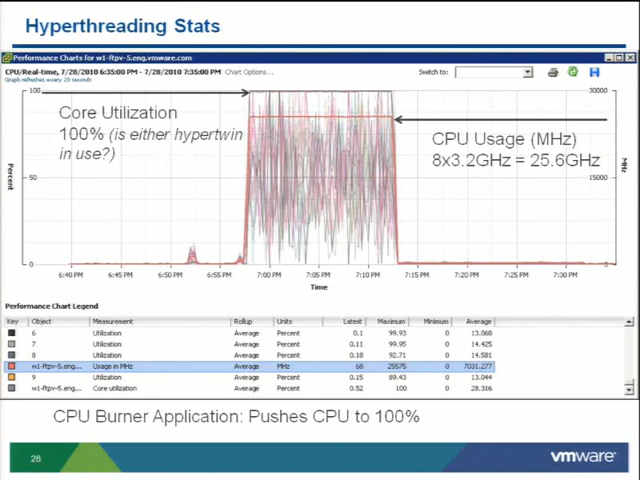 Hyperthreading Stats
Performance Charts for w1-ftpv-5.eng.vmware.com
CPU/Real-time, 7/28/2010 6:35:00 PM - 7/28/2010 7:35:00 PM Chart Options...
Switch to:
Graph refreshes every 20 seconds
100
30000
Core Utilization
100% (is either hypertwin
in use?)
CPU Usage (MHz)
8x3.2GHz = 25.6GHz
Percent
MHz
50
15000
0
0
6:40 PM 6:45 PM 6:50 PM 6:55 PM 7:00 PM 7:05 PM 7:10 PM 7:15 PM 7:20 PM 7:25 PM 7:30 PM
Time
Performance Chart Legend
Key Object Measurement Rollup Units Latest Maximum Minimum Average
6 Utilization Average Percent 0.1 99.93 0 13.068
7 Utilization Average Percent 0.11 99.95 0 14.425
8 Utilization Average Percent 0.18 92.71 0 14.581
w1-ftpv-5.eng... Usage in MHz Average MHz 68 25575 0 7031.277
9 Utilization Average Percent 0.15 89.43 0 13.044
w1-ftpv-5.eng... Core utilization Average Percent 0.52 100 0 28.316
CPU Burner Application: Pushes CPU to 100%
28
vmware